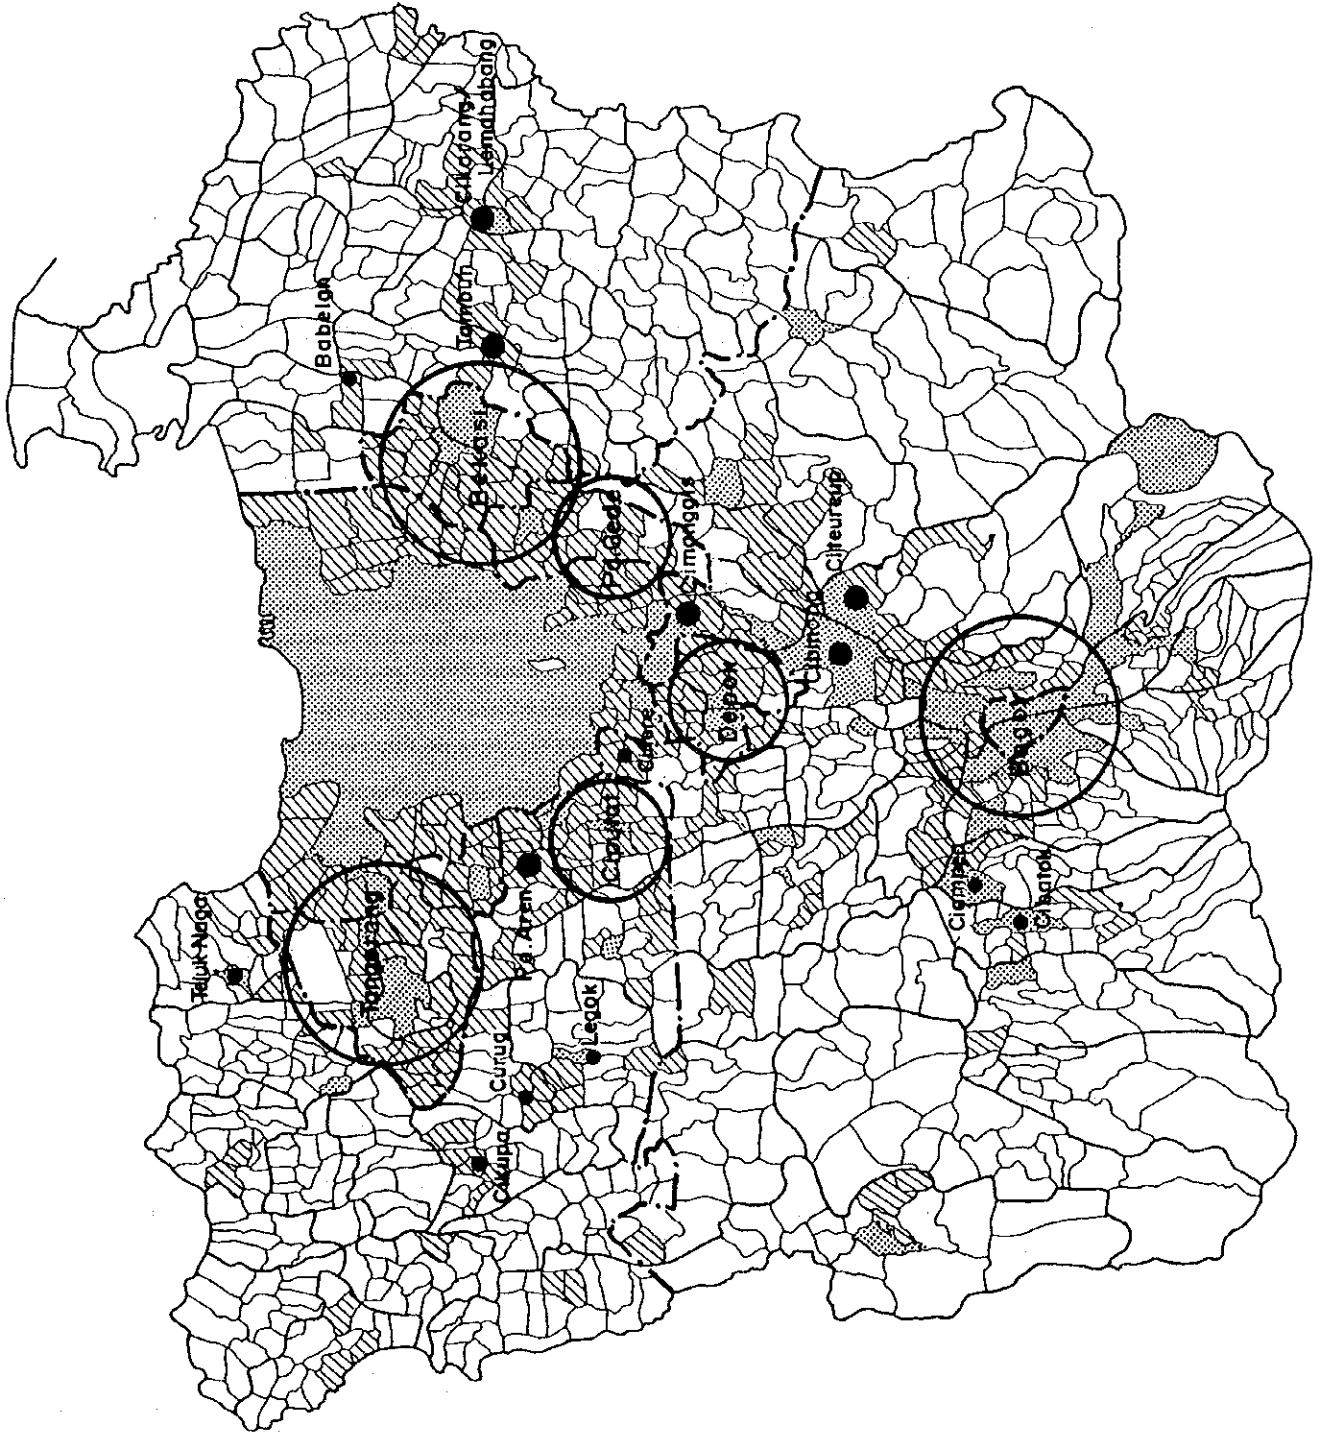 Teluk Naga
Tangerang
Cikupa
Curug
Legok
Pd. Aren
Ciputat
Cinere
Depok
Cimanggis
Pd. Gede
Bekasi
Babelan
Tambun
Cikarang/
Lemahabang
Cibinong
Citeureup
Bogor
Ciampea